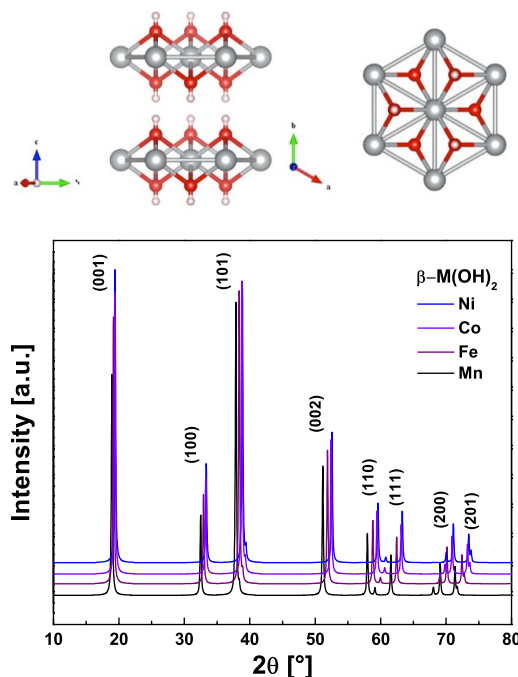 c
a
b
b
a
β–M(OH)₂
Ni
Co
Fe
Mn
(001)
(100)
(101)
(002)
(110)
(111)
(200)
(201)
Intensity [a.u.]
10 20 30 40 50 60 70 80
2θ [°]